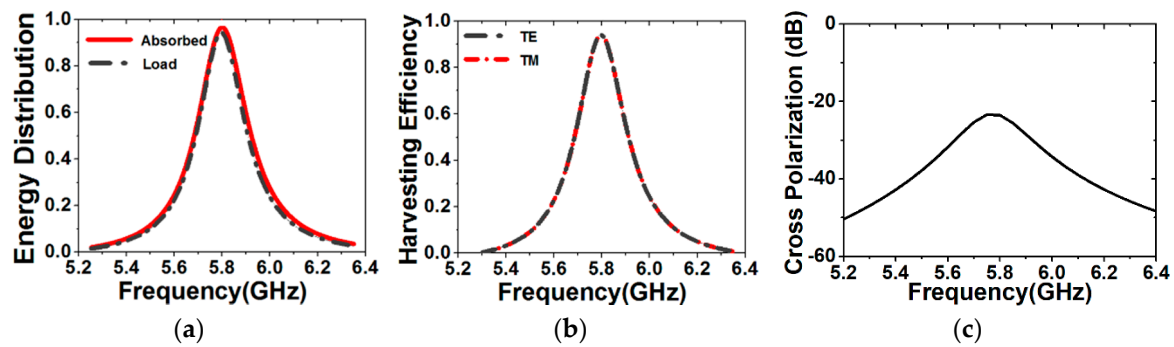 Energy Distribution
1.0
0.8
0.6
0.4
0.2
0.0
Absorbed
Load
5.2 5.4 5.6 5.8 6.0 6.2 6.4
Frequency(GHz)
(a)
Harvesting Efficiency
1.0
0.8
0.6
0.4
0.2
0.0
TE
TM
5.2 5.4 5.6 5.8 6.0 6.2 6.4
Frequency(GHz)
(b)
Cross Polarization (dB)
0
-20
-40
-60
5.2 5.4 5.6 5.8 6.0 6.2 6.4
Frequency(GHz)
(c)